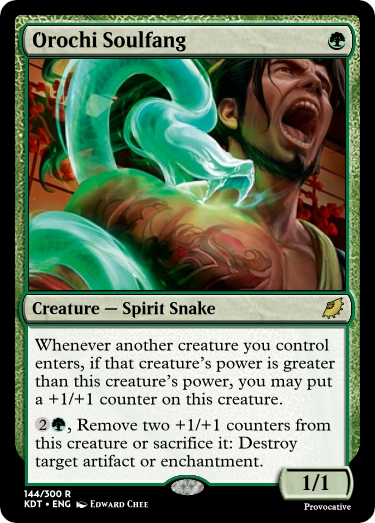 Orochi Soulfang
Creature — Spirit Snake
Whenever another creature you control
enters, if that creature's power is greater
than this creature's power, you may put
a +1/+1 counter on this creature.
2, Remove two +1/+1 counters from
this creature or sacrifice it: Destroy
target artifact or enchantment.
1/1
144/300 R
KDT • ENG Edward Chee
Provocative